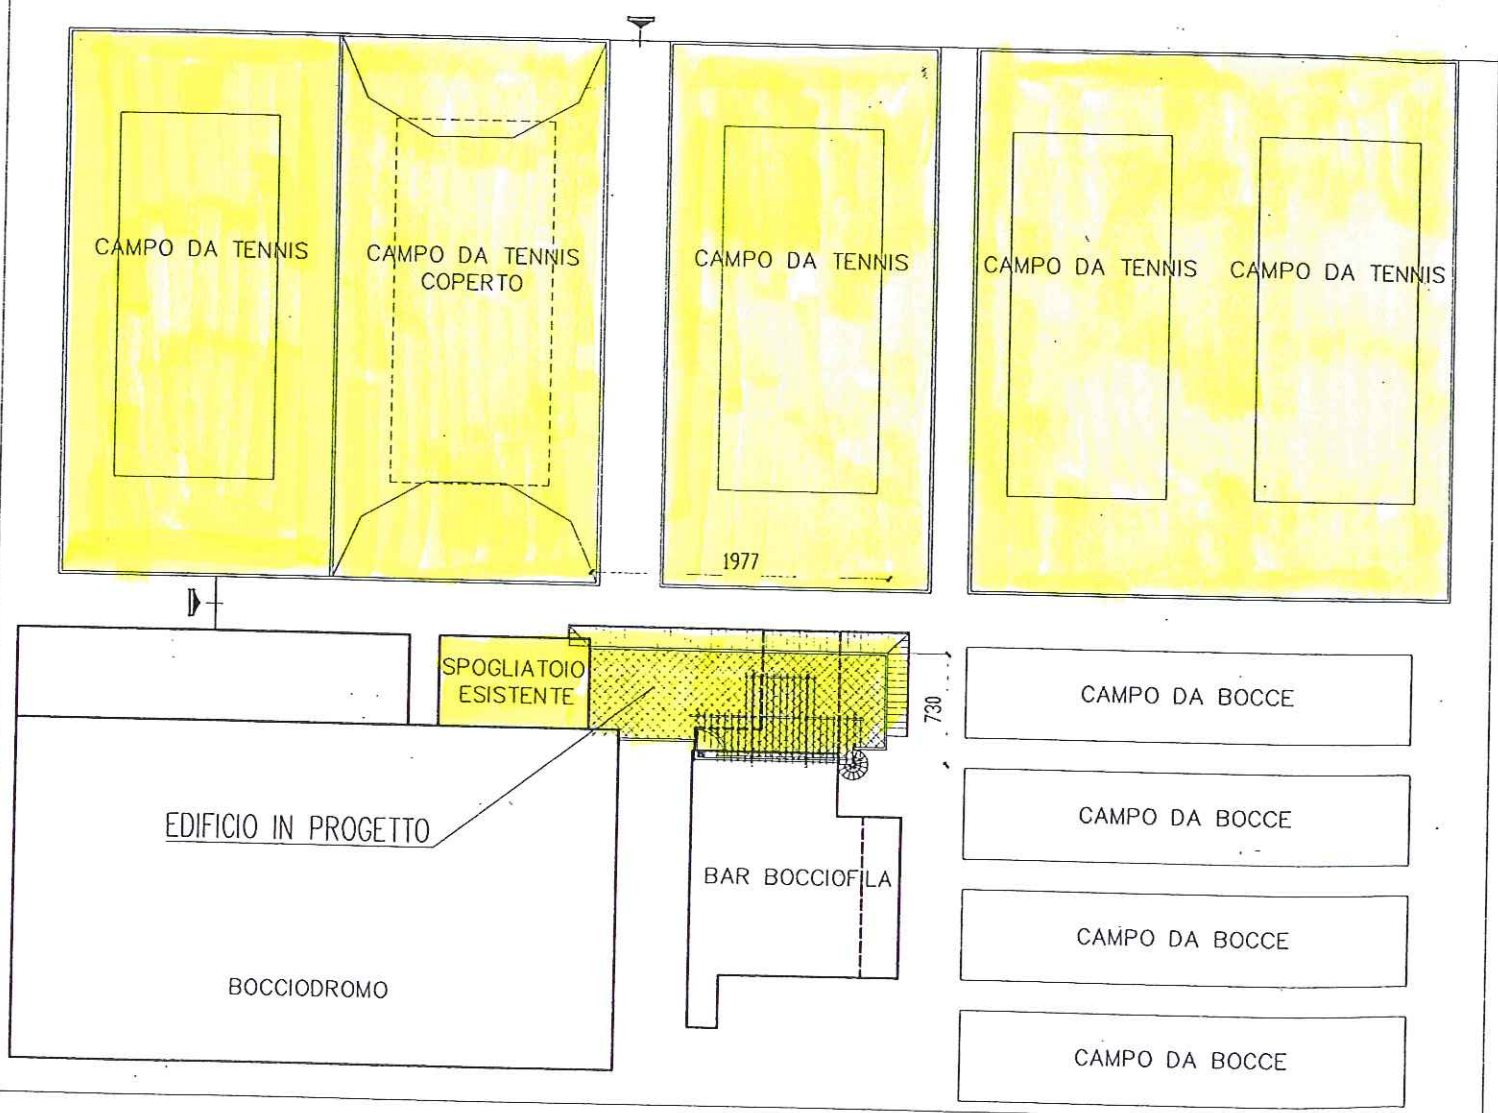 CAMPO DA TENNIS
CAMPO DA TENNIS
COPERTO
CAMPO DA TENNIS
CAMPO DA TENNIS
CAMPO DA TENNIS
1977
SPOGLIATOIO
ESISTENTE
730
CAMPO DA BOCCE
CAMPO DA BOCCE
EDIFICIO IN PROGETTO
BAR BOCCIOFILA
CAMPO DA BOCCE
BOCCIODROMO
CAMPO DA BOCCE